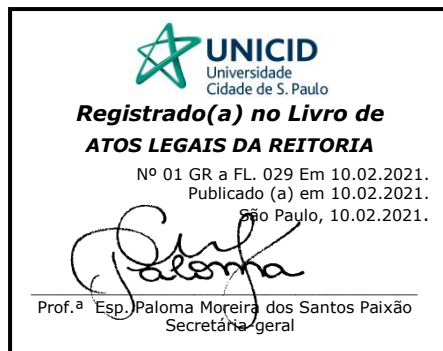 UNICID
Universidade
Cidade de S. Paulo
Registrado(a) no Livro de
ATOS LEGAIS DA REITORIA
Nº 01 GR a FL. 029 Em 10.02.2021.
Publicado (a) em 10.02.2021.
São Paulo, 10.02.2021.
Paloma
Prof.ª Esp. Paloma Moreira dos Santos Paixão
Secretária-geral